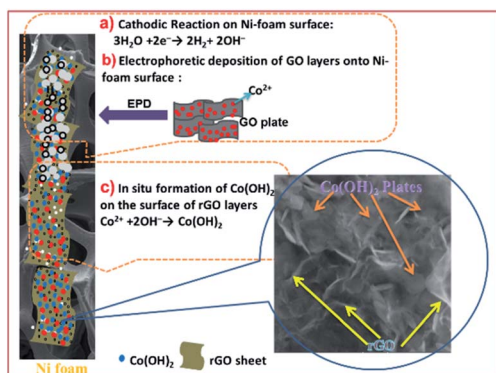 a) Cathodic Reaction on Ni-foam surface:
3H₂O +2e⁻→ 2H₂+ 2OH⁻
b) Electrophoretic deposition of GO layers onto Ni-
foam surface :
Co²⁺
EPD
GO plate
c) In situ formation of Co(OH)₂
on the surface of rGO layers
Co²⁺ +2OH⁻→ Co(OH)₂
Co(OH)₂ Plates
rGO
Co(OH)₂
rGO sheet
Ni foam